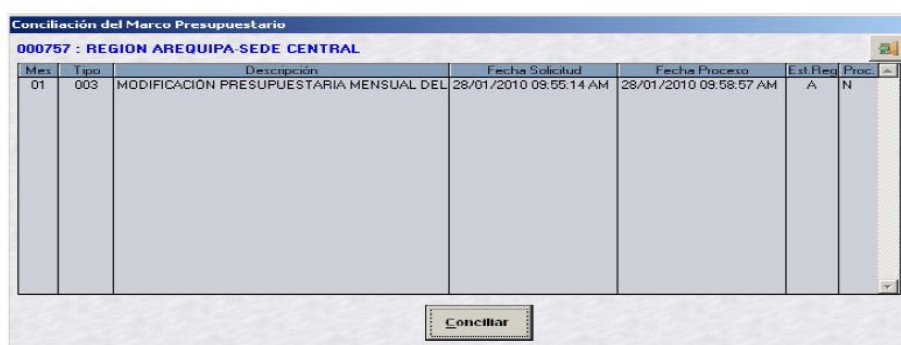 Conciliación del Marco Presupuestario
000757 : REGION AREQUIPA-SEDE CENTRAL
Mes Tipo Descripción Fecha Solicitud Fecha Proceso Est.Reg Proc.
01 003 MODIFICACIÓN PRESUPUESTARIA MENSUAL DEL 28/01/2010 09:55:14 AM 28/01/2010 09:58:57 AM A N
Conciliar